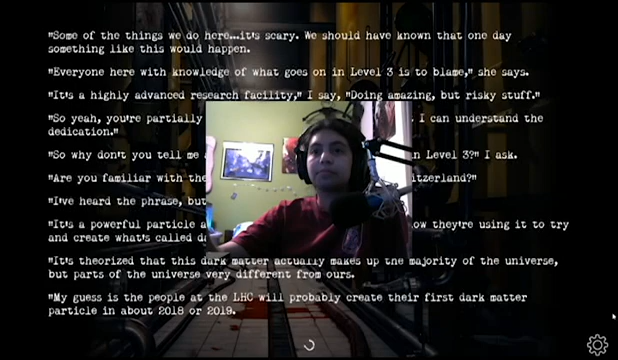 "Some of the things we do here...it's scary. We should have known that one day
something like this would happen.
"Everyone here with knowledge of what goes on in Level 3 is to blame," she says.
"It's a highly advanced research facility," I say, "Doing amazing, but risky stuff."
"So yeah, you're partially I can understand the
dedication."
"So why don't you tell me in Level 3?" I ask.
"Are you familiar with the
"I've heard the phrase, but
"It's a powerful particle they're using it to try
and create what's called
"It's theorized that this dark matter actually makes up the majority of the universe,
but parts of the universe very different from ours.
"My guess is the people at the LHC will probably create their first dark matter
particle in about 2018 or 2019.